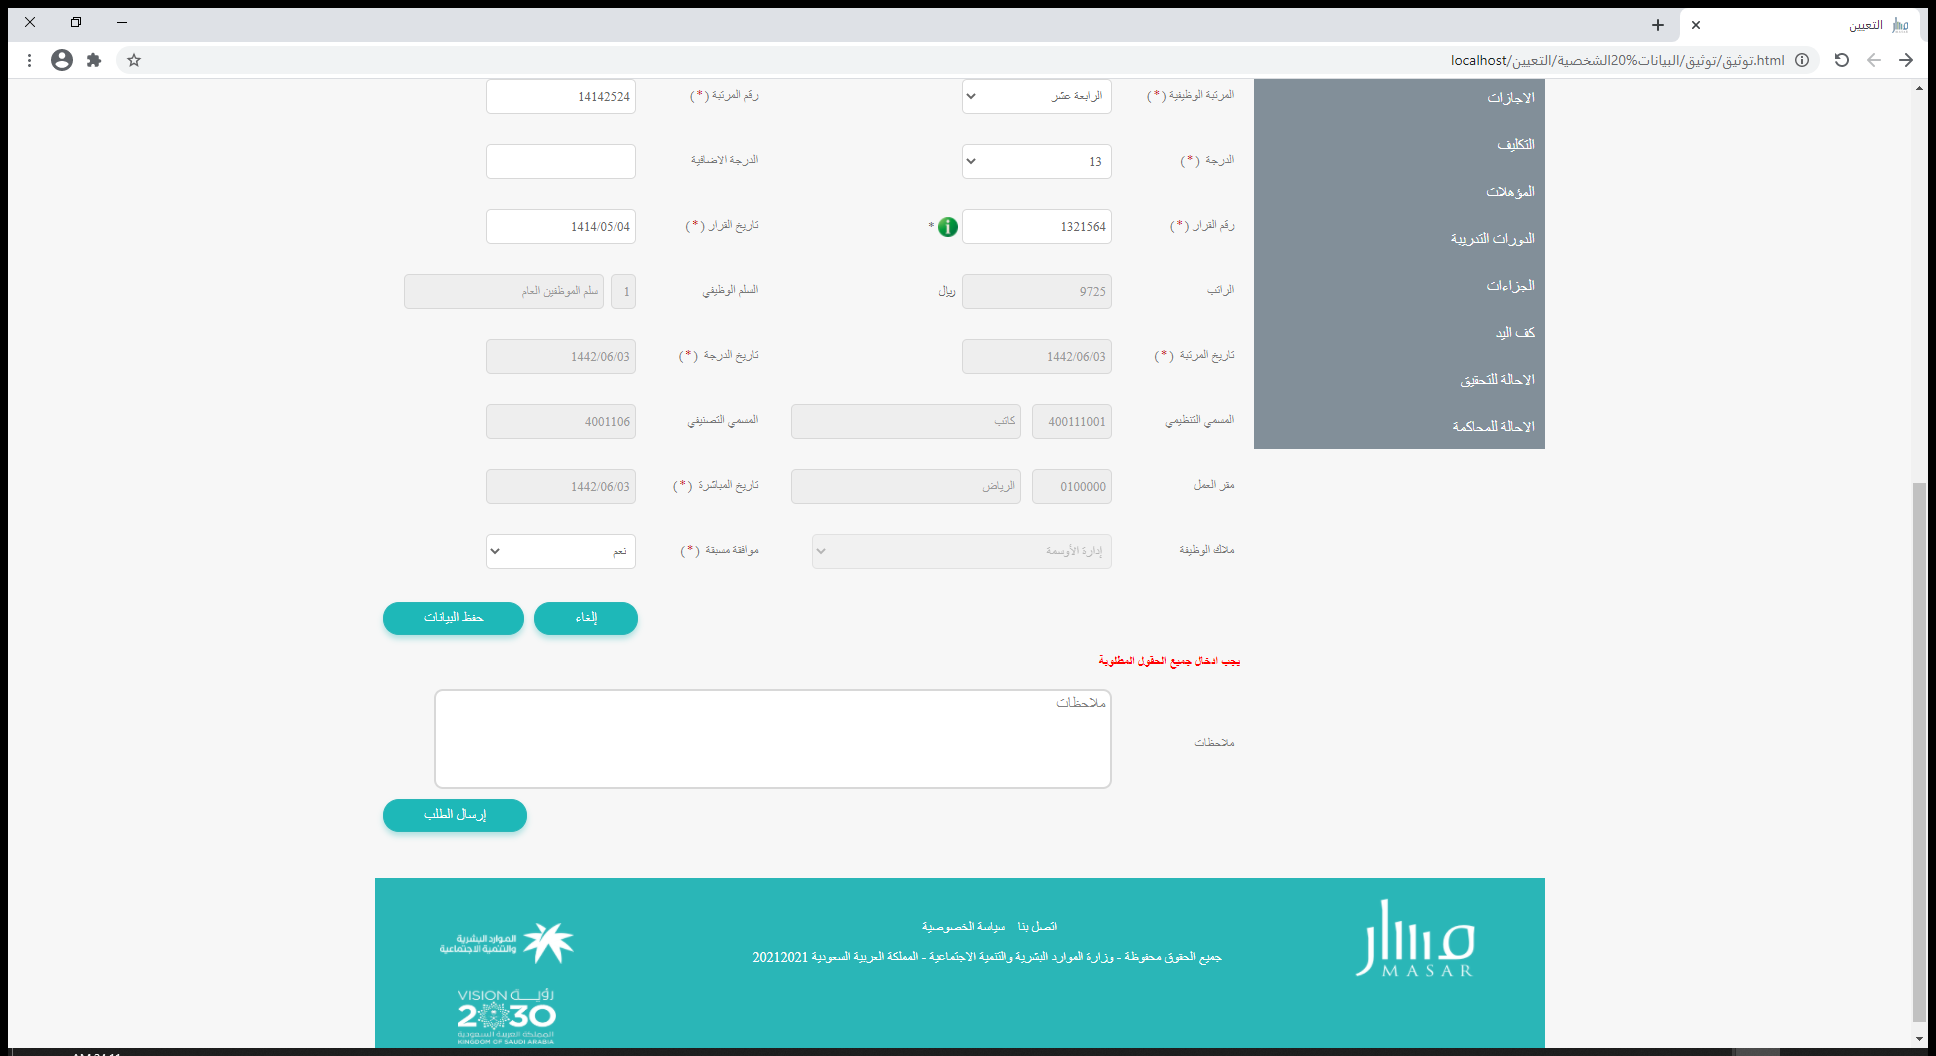 التعيين
localhost/توثيق/توثيق/البيانات%20الشخصية/التعيين.html
الاجازات
التكليف
المؤهلات
الدورات التدريبية
الجزاءات
كف اليد
الاحالة للتحقيق
الاحالة للمحاكمة
المرتبة الوظيفية (*) الرابعة عشر رقم المرتبة (*) 14142524
الدرجة (*) 13 الدرجة الاضافية
رقم القرار (*) 1321564 * تاريخ القرار (*) 1414/05/04
الراتب 9725 ريال السلم الوظيفي 1 سلم الموظفين العام
تاريخ المرتبة (*) 1442/06/03 تاريخ الدرجة (*) 1442/06/03
المسمي التنظيمي 400111001 كاتب المسمي التصنيفي 4001106
مقر العمل 0100000 الرياض تاريخ المباشرة (*) 1442/06/03
ملاك الوظيفة إدارة الأوسمة موافقة مسبقة (*) نعم
إلغاء حفظ البيانات
يجب ادخال جميع الحقول المطلوبة
ملاحظات ملاحظات
إرسال الطلب
مسار
MASAR
اتصل بنا سياسة الخصوصية
جميع الحقوق محفوظة - وزارة الموارد البشرية والتنمية الاجتماعية - المملكة العربية السعودية 20212021
الموارد البشرية
والتنمية الاجتماعية
VISION رؤيـــة
2030
المملكة العربية السعودية
KINGDOM OF SAUDI ARABIA